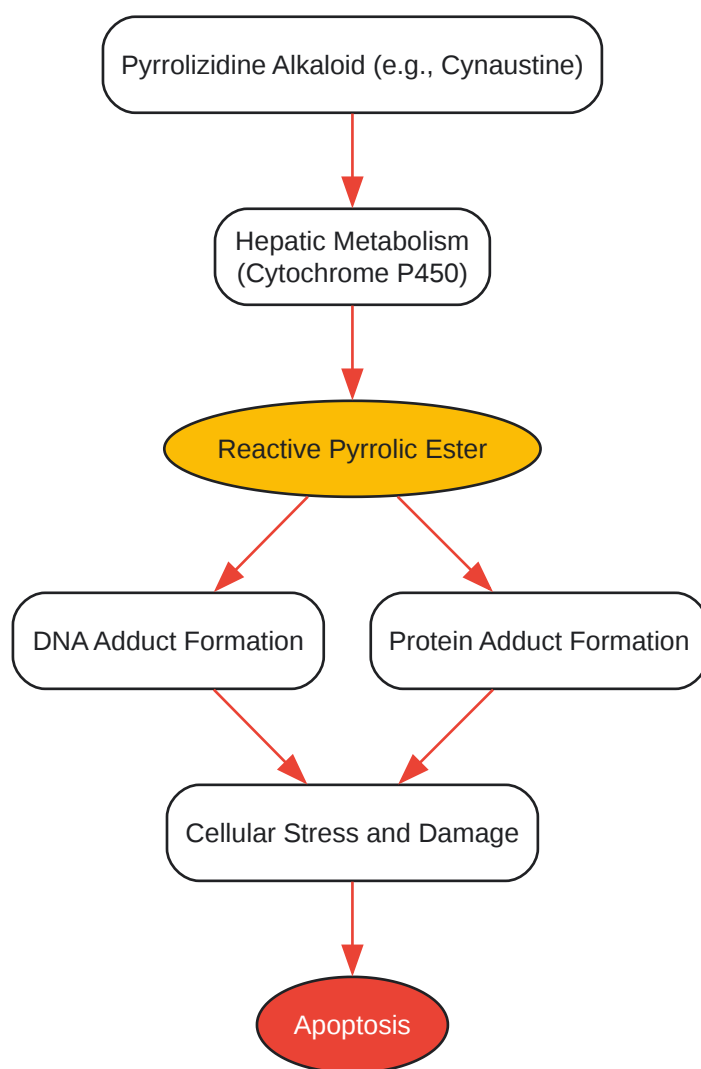 Pyrrolizidine Alkaloid (e.g., Cynaustine)
Hepatic Metabolism
(Cytochrome P450)
Reactive Pyrrolic Ester
DNA Adduct Formation
Protein Adduct Formation
Cellular Stress and Damage
Apoptosis